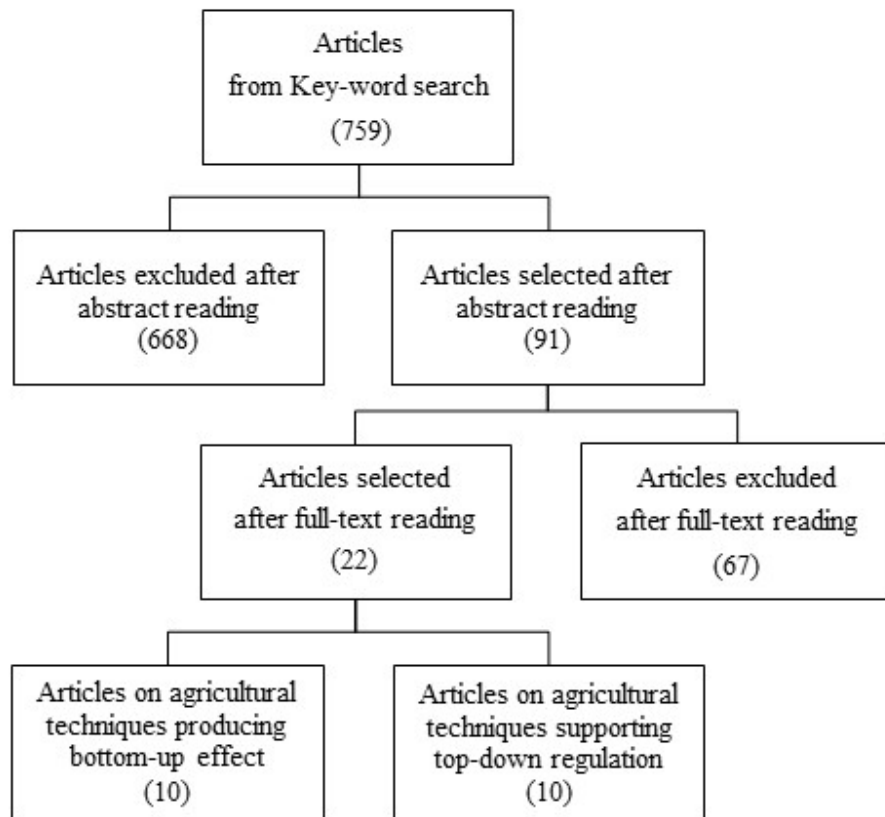 Articles
from Key-word search
(759)
Articles excluded after
abstract reading
(668)
Articles selected after
abstract reading
(91)
Articles selected
after full-text reading
(22)
Articles excluded
after full-text reading
(67)
Articles on agricultural
techniques producing
bottom-up effect
(10)
Articles on agricultural
techniques supporting
top-down regulation
(10)